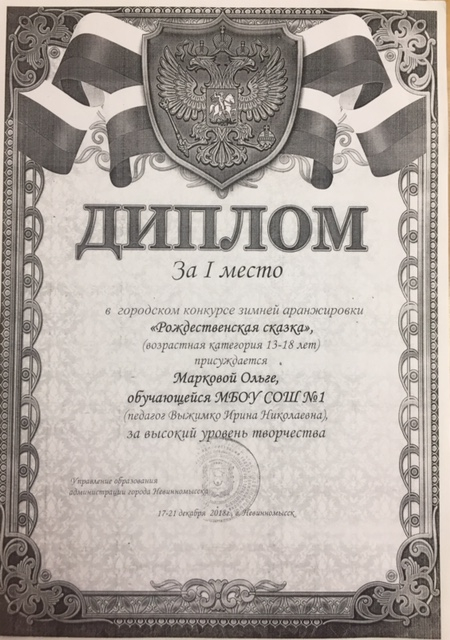 ДИПЛОМ
За I место
в городском конкурсе зимней аранжировки
«Рождественская сказка»,
(возрастная категория 13-18 лет)
присуждается
Марковой Ольге,
обучающейся МБОУ СОШ №1
(педагог Выжимко Ирина Николаевна),
за высокий уровень творчества
Управление образования
администрации города Невинномысска
17-21 декабря 2018г. г. Невинномысск